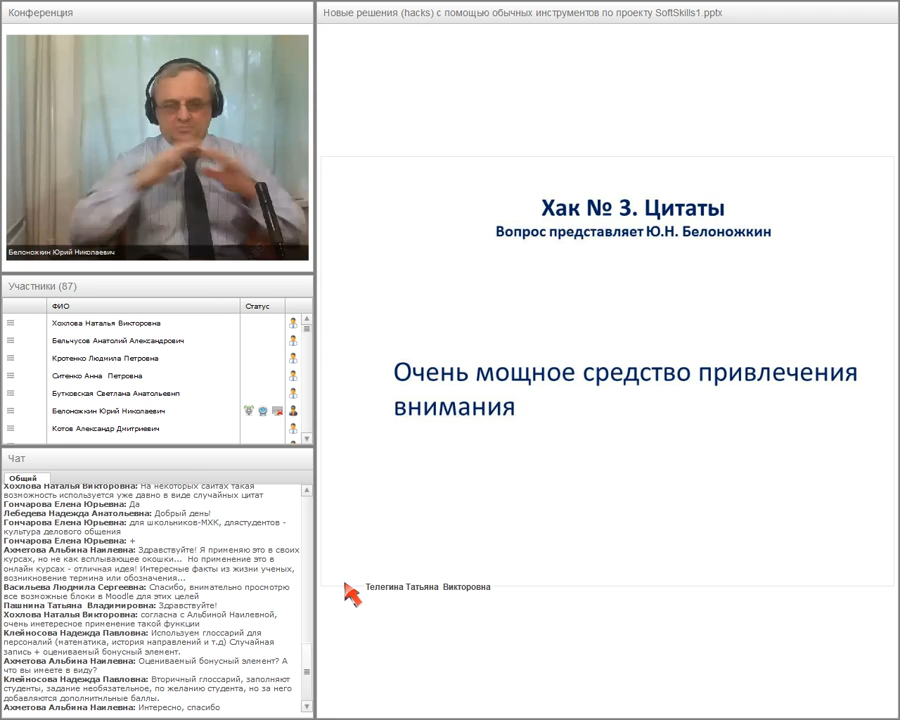 Конференция
Белоножкин Юрий Николаевич
Участники (87)
ФИО
Статус
Хохлова Наталья Викторовна
Бельчусов Анатолий Александрович
Кротенко Людмила Петровна
Ситенко Анна Петровна
Бутковская Светлана Анатольевнп
Белоножкин Юрий Николаевич
Котов Александр Дмитриевич
Чат
Общий
Хохлова Наталья Викторовна: На некоторых сайтах такая
возможность используется уже давно в виде случайных цитат
Гончарова Елена Юрьевна: Да
Лебедева Надежда Анатольевна: Добрый день!
Гончарова Елена Юрьевна: для школьников-МХК, длястудентов -
культура делового общения
Гончарова Елена Юрьевна: +
Ахметова Альбина Наилевна: Здравствуйте! Я применяю это в своих
курсах, но не как всплывающее окошки... Но применение это в
онлайн курсах - отличная идея! Интересные факты из жизни ученых,
возникновение термина или обозначения...
Васильева Людмила Сергеевна: Спасибо, внимательно просмотрю
все возможные блоки в Moodle для этих целей
Пашнина Татьяна Владимировна: Здравствуйте!
Хохлова Наталья Викторовна: согласна с Альбиной Наилевной,
очень инетересное применение такой функции
Клейносова Надежда Павловна: Используем глоссарий для
персоналий (математика, история направлений и т.д) Случайная
запись + оцениваемый бонусный элемент.
Ахметова Альбина Наилевна: Оцениваемый бонусный элемент? А
что вы имеете в виду?
Клейносова Надежда Павловна: Вторичный глоссарий, заполняют
студенты, задание необязательное, по желанию студента, но за него
добавляются дополнитнльные баллы.
Ахметова Альбина Наилевна: Интересно, спасибо
Новые решения (hacks) с помощью обычных инструментов по проекту SoftSkills1.pptx
Хак № 3. Цитаты
Вопрос представляет Ю.Н. Белоножкин
Очень мощное средство привлечения
внимания
Телегина Татьяна Викторовна